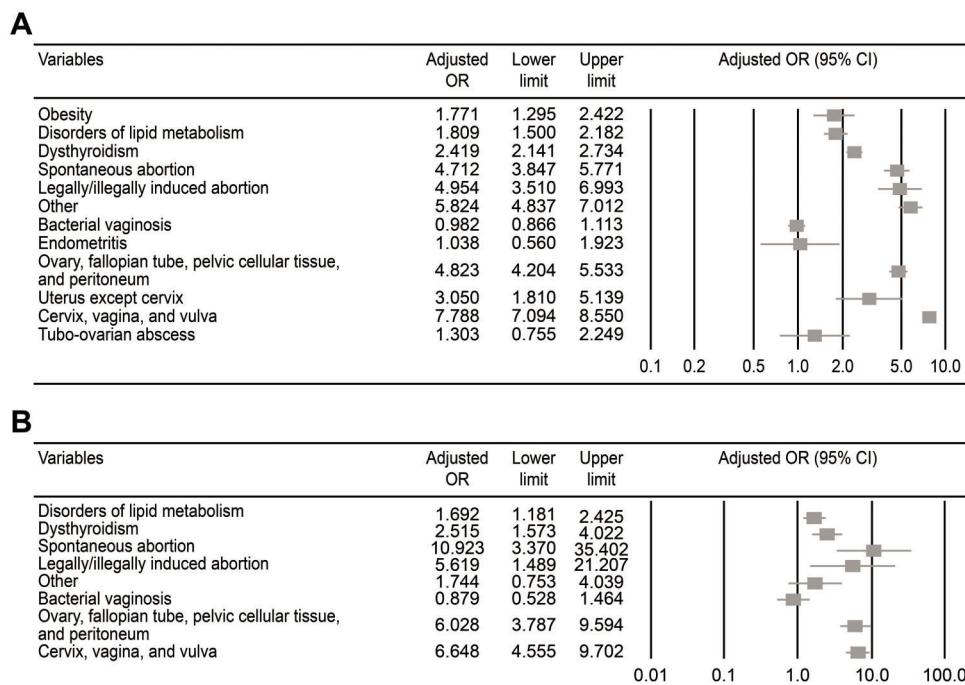 A
Variables Adjusted OR Lower limit Upper limit Adjusted OR (95% CI)
Obesity 1.771 1.295 2.422
Disorders of lipid metabolism 1.809 1.500 2.182
Dysthyroidism 2.419 2.141 2.734
Spontaneous abortion 4.712 3.847 5.771
Legally/illegally induced abortion 4.954 3.510 6.993
Other 5.824 4.837 7.012
Bacterial vaginosis 0.982 0.866 1.113
Endometritis 1.038 0.560 1.923
Ovary, fallopian tube, pelvic cellular tissue,
and peritoneum 4.823 4.204 5.533
Uterus except cervix 3.050 1.810 5.139
Cervix, vagina, and vulva 7.788 7.094 8.550
Tubo-ovarian abscess 1.303 0.755 2.249
0.1 0.2 0.5 1.0 2.0 5.0 10.0
B
Variables Adjusted OR Lower limit Upper limit Adjusted OR (95% CI)
Disorders of lipid metabolism 1.692 1.181 2.425
Dysthyroidism 2.515 1.573 4.022
Spontaneous abortion 10.923 3.370 35.402
Legally/illegally induced abortion 5.619 1.489 21.207
Other 1.744 0.753 4.039
Bacterial vaginosis 0.879 0.528 1.464
Ovary, fallopian tube, pelvic cellular tissue,
and peritoneum 6.028 3.787 9.594
Cervix, vagina, and vulva 6.648 4.555 9.702
0.01 0.1 1.0 10.0 100.0